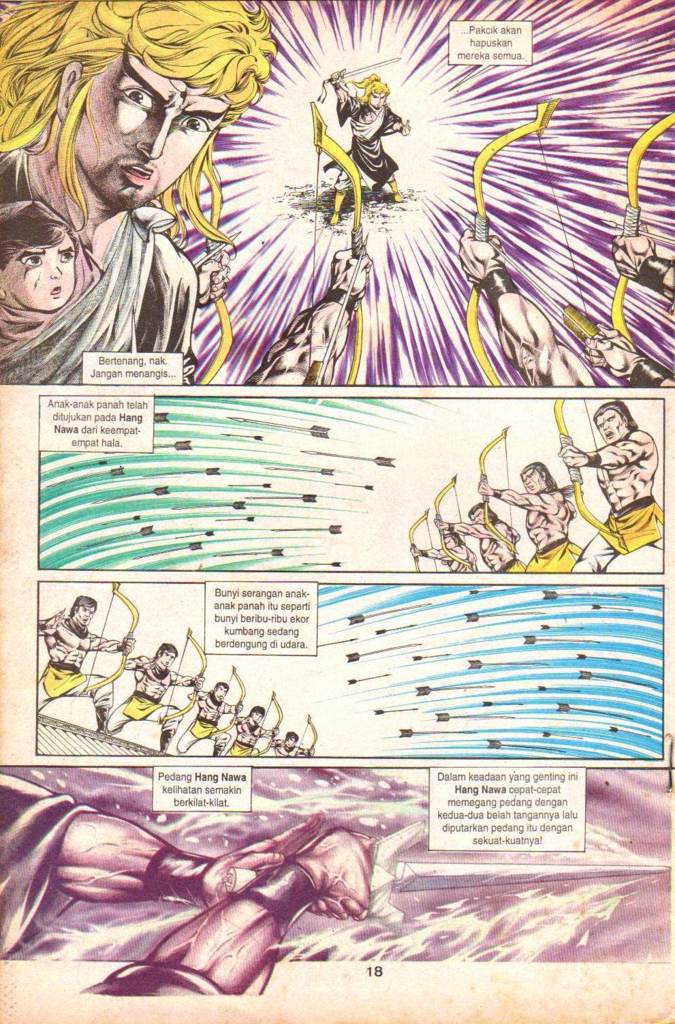 ...Pakcik akan
hapuskan
mereka semua.
Bertenang, nak.
Jangan menangis...
Anak-anak panah telah
ditujukan pada Hang
Nawa dari keempat-
empat hala.
Bunyi serangan anak-
anak panah itu seperti
bunyi beribu-ribu ekor
kumbang sedang
berdengung di udara.
Pedang Hang Nawa
kelihatan semakin
berkilat-kilat.
Dalam keadaan yang genting ini
Hang Nawa cepat-cepat
memegang pedang dengan
kedua-dua belah tangannya lalu
diputarkan pedang itu dengan
sekuat-kuatnya!
18